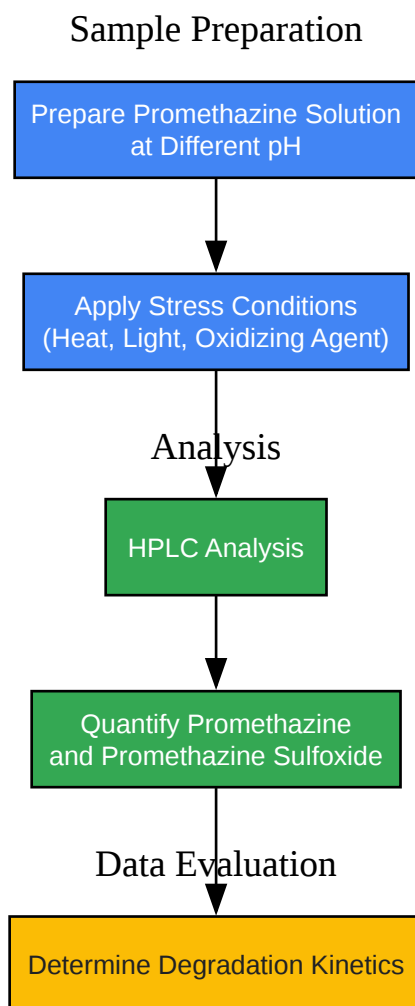 Sample Preparation
Prepare Promethazine Solution
at Different pH
Apply Stress Conditions
(Heat, Light, Oxidizing Agent)
Analysis
HPLC Analysis
Quantify Promethazine
and Promethazine Sulfoxide
Data Evaluation
Determine Degradation Kinetics